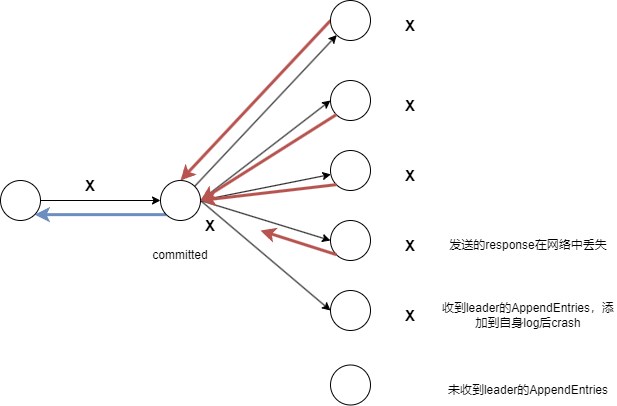 X
X
X
X
X
committed
X
发送的response在网络中丢失
X
收到leader的AppendEntries，添
加到自身log后crash
未收到leader的AppendEntries